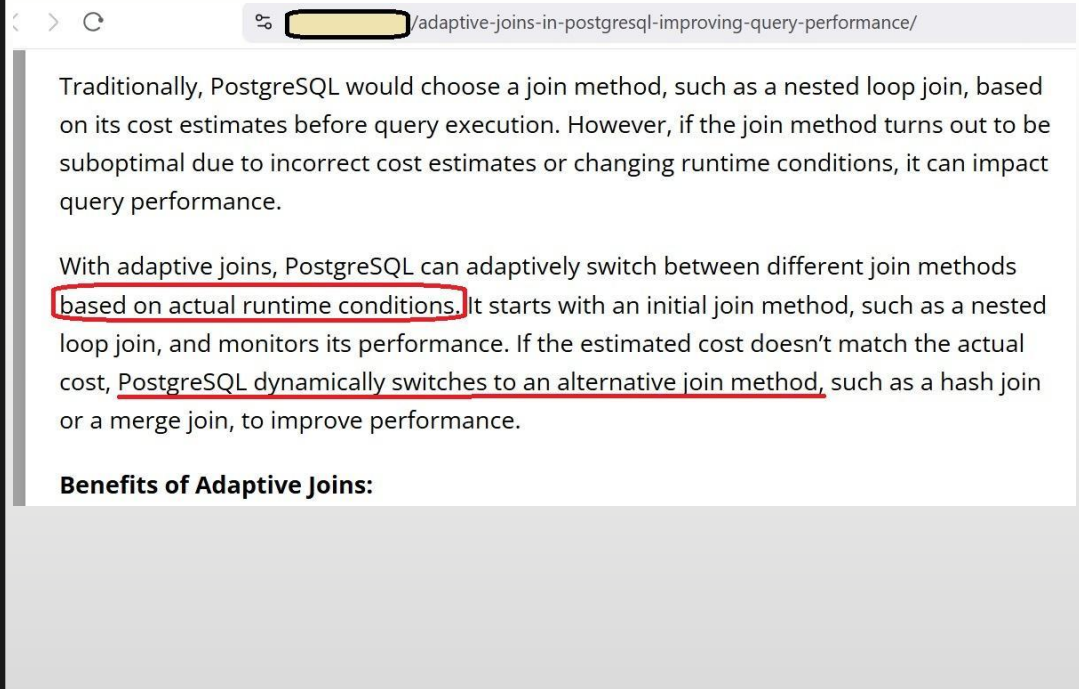 /adaptive-joins-in-postgresql-improving-query-performance/
Traditionally, PostgreSQL would choose a join method, such as a nested loop join, based
on its cost estimates before query execution. However, if the join method turns out to be
suboptimal due to incorrect cost estimates or changing runtime conditions, it can impact
query performance.
With adaptive joins, PostgreSQL can adaptively switch between different join methods
based on actual runtime conditions. It starts with an initial join method, such as a nested
loop join, and monitors its performance. If the estimated cost doesn’t match the actual
cost, PostgreSQL dynamically switches to an alternative join method, such as a hash join
or a merge join, to improve performance.
Benefits of Adaptive Joins: